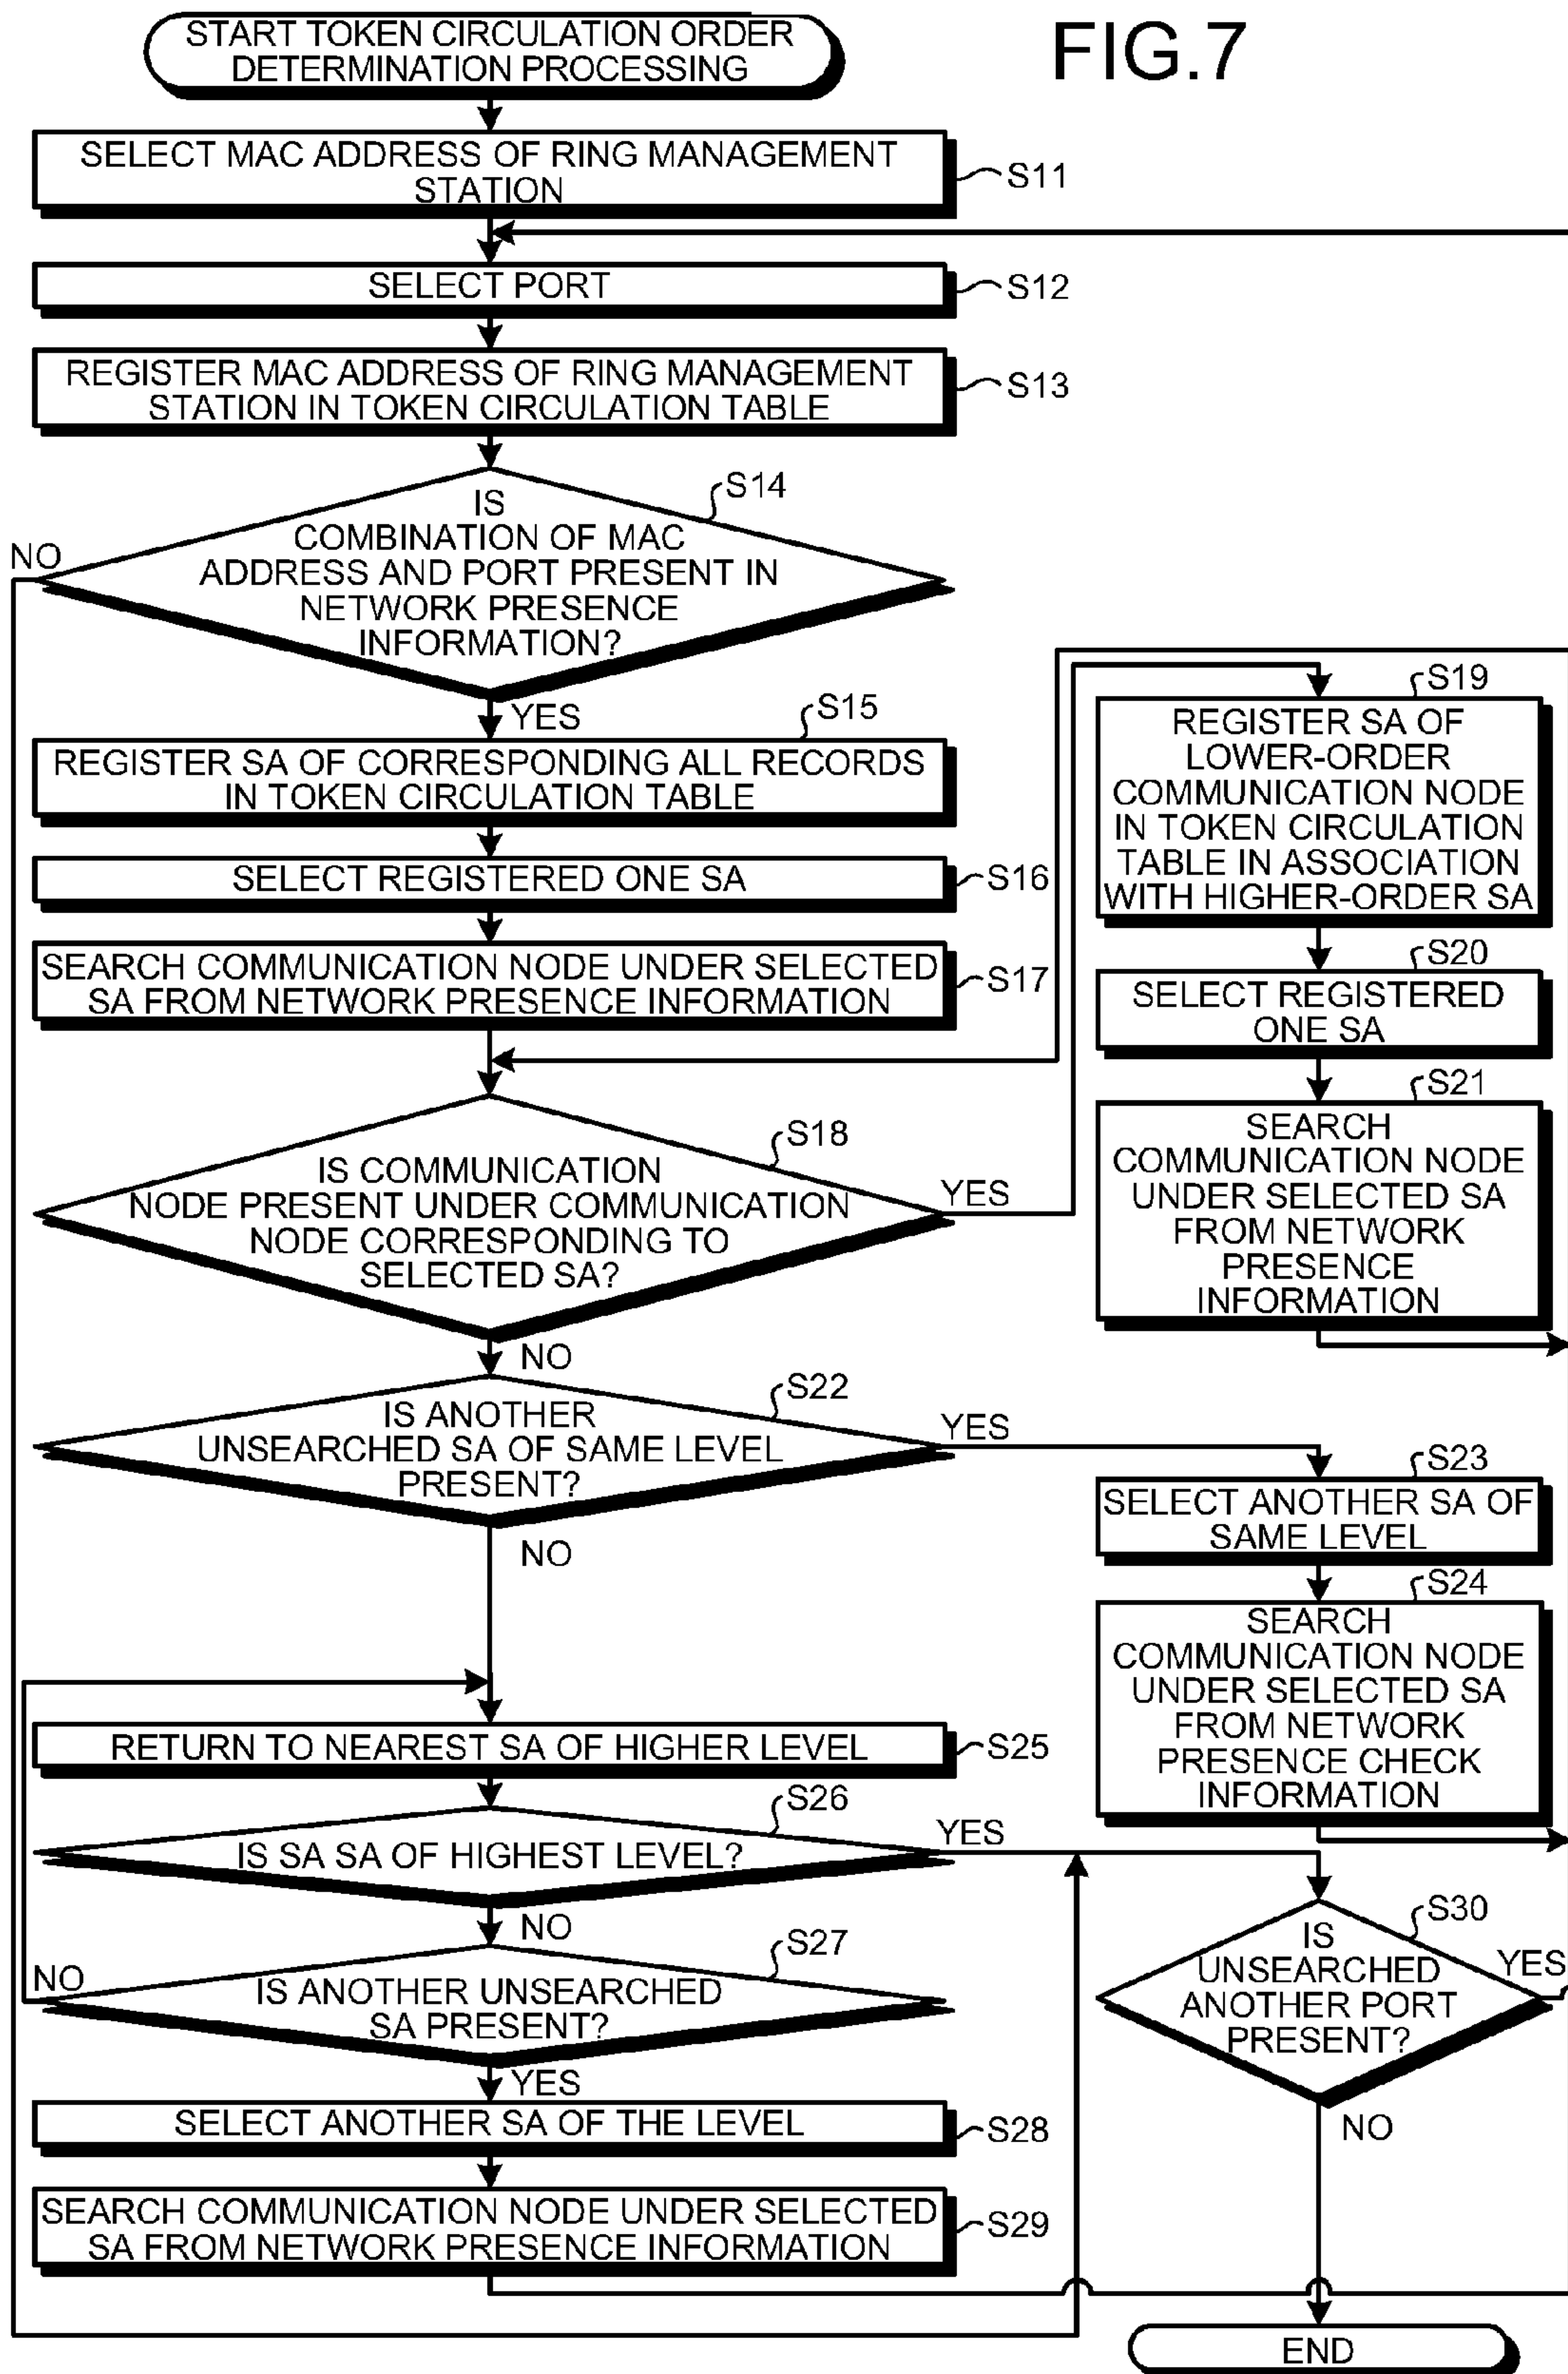 FIG.7
START TOKEN CIRCULATION ORDER
DETERMINATION PROCESSING
SELECT MAC ADDRESS OF RING MANAGEMENT
STATION
S11
SELECT PORT
S12
REGISTER MAC ADDRESS OF RING MANAGEMENT
STATION IN TOKEN CIRCULATION TABLE
S13
S14
IS
COMBINATION OF MAC
ADDRESS AND PORT PRESENT IN
NETWORK PRESENCE
INFORMATION?
NO
YES
S15
REGISTER SA OF CORRESPONDING ALL RECORDS
IN TOKEN CIRCULATION TABLE
SELECT REGISTERED ONE SA
S16
SEARCH COMMUNICATION NODE UNDER SELECTED
SA FROM NETWORK PRESENCE INFORMATION
S17
S18
IS COMMUNICATION
NODE PRESENT UNDER COMMUNICATION
NODE CORRESPONDING TO
SELECTED SA?
YES
NO
S19
REGISTER SA OF
LOWER-ORDER
COMMUNICATION NODE
IN TOKEN CIRCULATION
TABLE IN ASSOCIATION
WITH HIGHER-ORDER SA
S20
SELECT REGISTERED
ONE SA
S21
SEARCH
COMMUNICATION NODE
UNDER SELECTED SA
FROM NETWORK
PRESENCE
INFORMATION
S22
IS ANOTHER
UNSEARCHED SA OF SAME LEVEL
PRESENT?
YES
NO
S23
SELECT ANOTHER SA OF
SAME LEVEL
S24
SEARCH
COMMUNICATION NODE
UNDER SELECTED SA
FROM NETWORK
PRESENCE CHECK
INFORMATION
RETURN TO NEAREST SA OF HIGHER LEVEL
S25
S26
IS SA SA OF HIGHEST LEVEL?
YES
NO
S27
IS ANOTHER UNSEARCHED
SA PRESENT?
NO
YES
SELECT ANOTHER SA OF THE LEVEL
S28
SEARCH COMMUNICATION NODE UNDER SELECTED
SA FROM NETWORK PRESENCE INFORMATION
S29
S30
IS
UNSEARCHED
ANOTHER PORT
PRESENT?
YES
NO
END